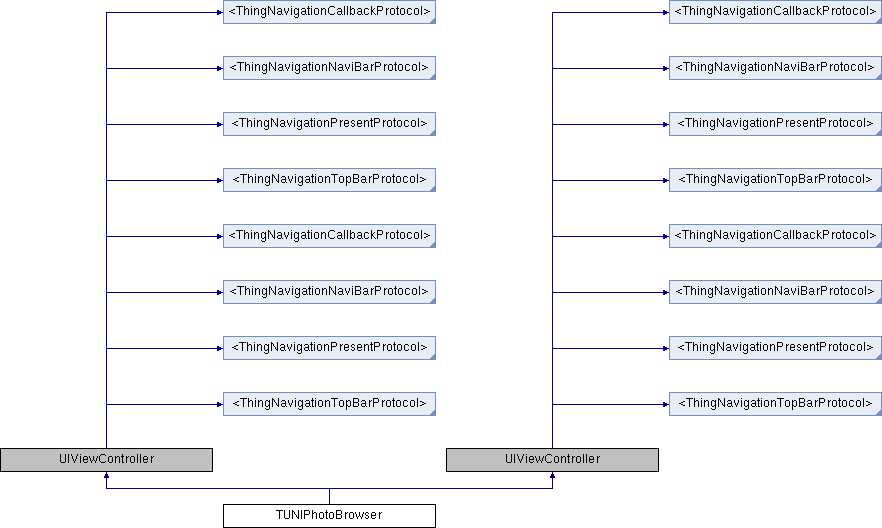 <ThingNavigationCallbackProtocol> <ThingNavigationCallbackProtocol>
<ThingNavigationNaviBarProtocol> <ThingNavigationNaviBarProtocol>
<ThingNavigationPresentProtocol> <ThingNavigationPresentProtocol>
<ThingNavigationTopBarProtocol> <ThingNavigationTopBarProtocol>
<ThingNavigationCallbackProtocol> <ThingNavigationCallbackProtocol>
<ThingNavigationNaviBarProtocol> <ThingNavigationNaviBarProtocol>
<ThingNavigationPresentProtocol> <ThingNavigationPresentProtocol>
<ThingNavigationTopBarProtocol> <ThingNavigationTopBarProtocol>
UIViewController UIViewController
TUNIPhotoBrowser